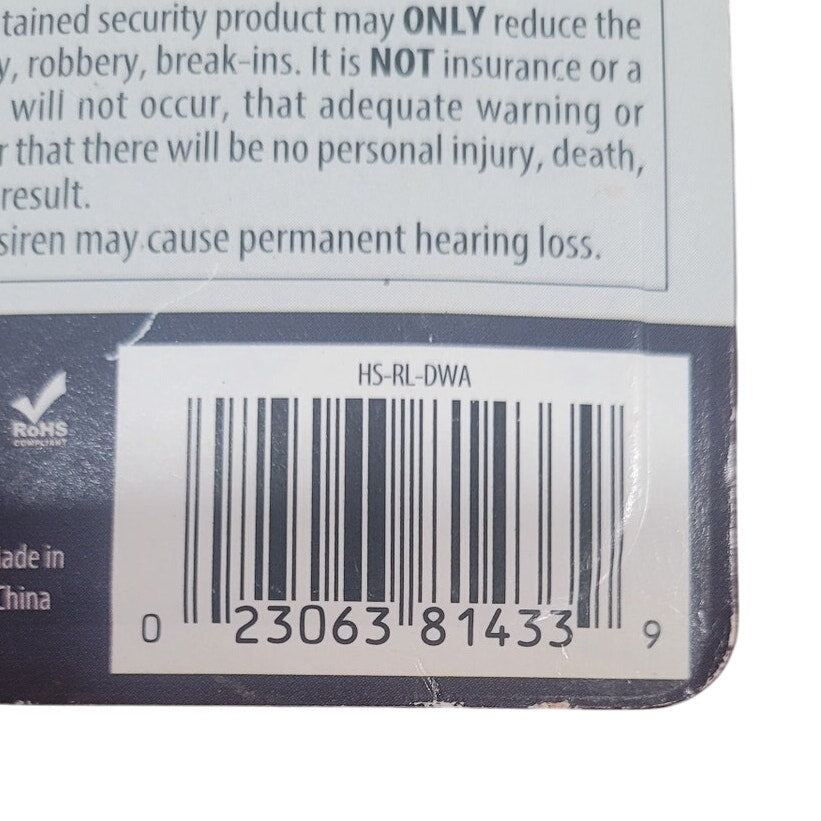 tained security product may ONLY reduce the
y, robbery, break-ins. It is NOT insurance or a
will not occur, that adequate warning or
r that there will be no personal injury, death,
result.
siren may cause permanent hearing loss.
HS-RL-DWA
RoHS
COMPLIANT
Made in
China
0 23063 81433 9